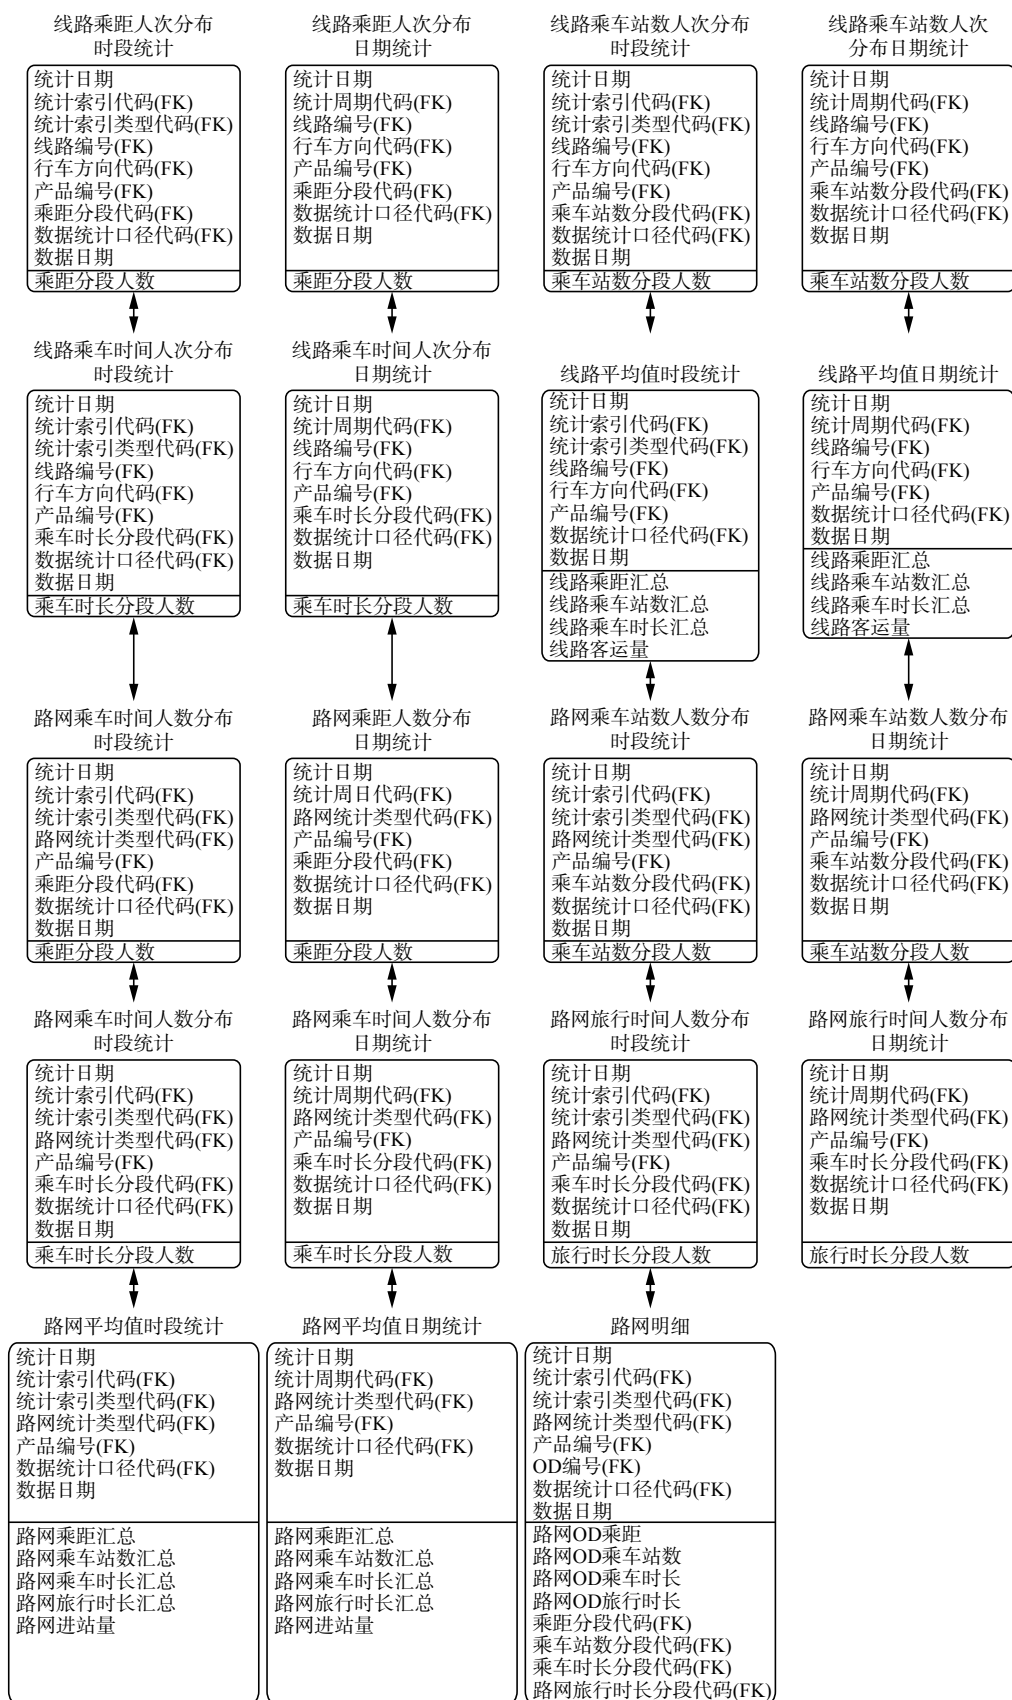 线路乘距人次分布
时段统计
统计日期
统计索引代码(FK)
统计索引类型代码(FK)
线路编号(FK)
行车方向代码(FK)
产品编号(FK)
乘距分段代码(FK)
数据统计口径代码(FK)
数据日期
乘距分段人数
线路乘距人次分布
日期统计
统计日期
统计周期代码(FK)
线路编号(FK)
行车方向代码(FK)
产品编号(FK)
乘距分段代码(FK)
数据统计口径代码(FK)
数据日期
乘距分段人数
线路乘车站数人次分布
时段统计
统计日期
统计索引代码(FK)
统计索引类型代码(FK)
线路编号(FK)
行车方向代码(FK)
产品编号(FK)
乘车站数分段代码(FK)
数据统计口径代码(FK)
数据日期
乘车站数分段人数
线路乘车站数人次
分布日期统计
统计日期
统计周期代码(FK)
线路编号(FK)
行车方向代码(FK)
产品编号(FK)
乘车站数分段代码(FK)
数据统计口径代码(FK)
数据日期
乘车站数分段人数
线路乘车时间人次分布
时段统计
统计日期
统计索引代码(FK)
统计索引类型代码(FK)
线路编号(FK)
行车方向代码(FK)
产品编号(FK)
乘车时长分段代码(FK)
数据统计口径代码(FK)
数据日期
乘车时长分段人数
线路乘车时间人次分布
日期统计
统计日期
统计周期代码(FK)
线路编号(FK)
行车方向代码(FK)
产品编号(FK)
乘车时长分段代码(FK)
数据统计口径代码(FK)
数据日期
乘车时长分段人数
线路平均值时段统计
统计日期
统计索引代码(FK)
统计索引类型代码(FK)
线路编号(FK)
行车方向代码(FK)
产品编号(FK)
数据统计口径代码(FK)
数据日期
线路乘距汇总
线路乘车站数汇总
线路乘车时长汇总
线路客运量
线路平均值日期统计
统计日期
统计周期代码(FK)
线路编号(FK)
行车方向代码(FK)
产品编号(FK)
数据统计口径代码(FK)
数据日期
线路乘距汇总
线路乘车站数汇总
线路乘车时长汇总
线路客运量
路网乘车时间人数分布
时段统计
统计日期
统计索引代码(FK)
统计索引类型代码(FK)
路网统计类型代码(FK)
产品编号(FK)
乘距分段代码(FK)
数据统计口径代码(FK)
数据日期
乘距分段人数
路网乘距人数分布
日期统计
统计日期
统计周日代码(FK)
路网统计类型代码(FK)
产品编号(FK)
乘距分段代码(FK)
数据统计口径代码(FK)
数据日期
乘距分段人数
路网乘车站数人数分布
时段统计
统计日期
统计索引代码(FK)
统计索引类型代码(FK)
路网统计类型代码(FK)
产品编号(FK)
乘车站数分段代码(FK)
数据统计口径代码(FK)
数据日期
乘车站数分段人数
路网乘车站数人数分布
日期统计
统计日期
统计周期代码(FK)
路网统计类型代码(FK)
产品编号(FK)
乘车站数分段代码(FK)
数据统计口径代码(FK)
数据日期
乘车站数分段人数
路网乘车时间人数分布
时段统计
统计日期
统计索引代码(FK)
统计索引类型代码(FK)
路网统计类型代码(FK)
产品编号(FK)
乘车时长分段代码(FK)
数据统计口径代码(FK)
数据日期
乘车时长分段人数
路网乘车时间人数分布
日期统计
统计日期
统计周期代码(FK)
路网统计类型代码(FK)
产品编号(FK)
乘车时长分段代码(FK)
数据统计口径代码(FK)
数据日期
乘车时长分段人数
路网旅行时间人数分布
时段统计
统计日期
统计索引代码(FK)
统计索引类型代码(FK)
路网统计类型代码(FK)
产品编号(FK)
乘车时长分段代码(FK)
数据统计口径代码(FK)
数据日期
旅行时长分段人数
路网旅行时间人数分布
日期统计
统计日期
统计周期代码(FK)
路网统计类型代码(FK)
产品编号(FK)
乘车时长分段代码(FK)
数据统计口径代码(FK)
数据日期
旅行时长分段人数
路网平均值时段统计
统计日期
统计索引代码(FK)
统计索引类型代码(FK)
路网统计类型代码(FK)
产品编号(FK)
数据统计口径代码(FK)
数据日期
路网乘距汇总
路网乘车站数汇总
路网乘车时长汇总
路网旅行时长汇总
路网进站量
路网平均值日期统计
统计日期
统计周期代码(FK)
路网统计类型代码(FK)
产品编号(FK)
数据统计口径代码(FK)
数据日期
路网乘距汇总
路网乘车站数汇总
路网乘车时长汇总
路网旅行时长汇总
路网进站量
路网明细
统计日期
统计索引代码(FK)
统计索引类型代码(FK)
路网统计类型代码(FK)
产品编号(FK)
OD编号(FK)
数据统计口径代码(FK)
数据日期
路网OD乘距
路网OD乘车站数
路网OD乘车时长
路网OD旅行时长
乘距分段代码(FK)
乘车站数分段代码(FK)
乘车时长分段代码(FK)
路网旅行时长分段代码(FK)